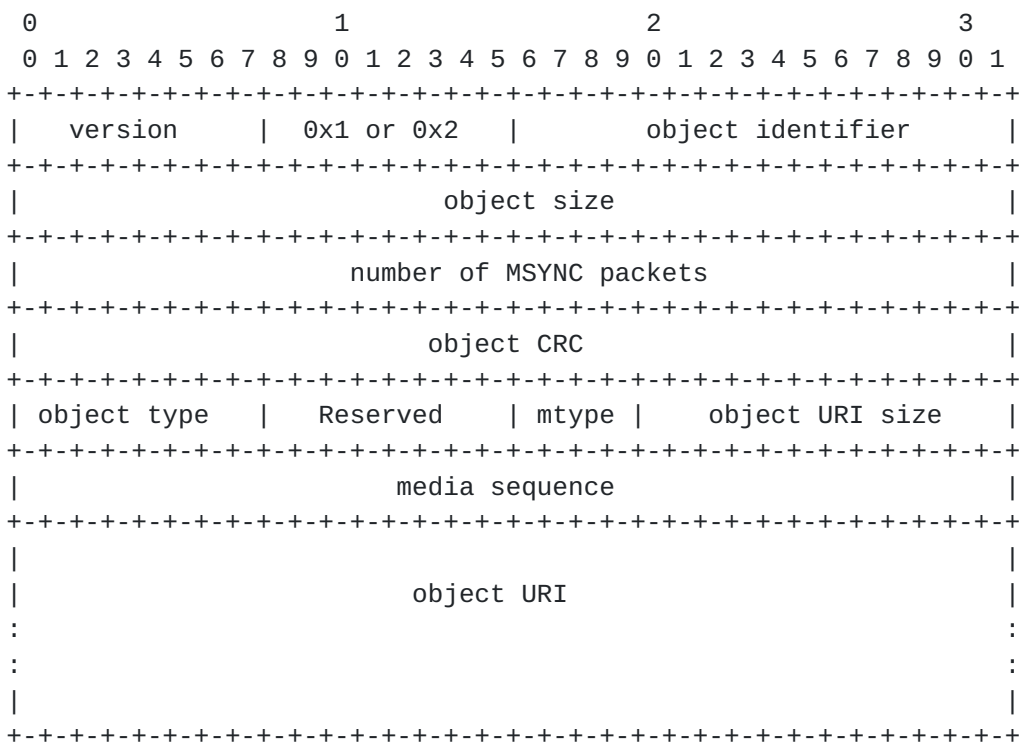 0                   1                   2                   3
 0 1 2 3 4 5 6 7 8 9 0 1 2 3 4 5 6 7 8 9 0 1 2 3 4 5 6 7 8 9 0 1
+-+-+-+-+-+-+-+-+-+-+-+-+-+-+-+-+-+-+-+-+-+-+-+-+-+-+-+-+-+-+-+-+
|   version     |  0x1 or 0x2   |        object identifier      |
+-+-+-+-+-+-+-+-+-+-+-+-+-+-+-+-+-+-+-+-+-+-+-+-+-+-+-+-+-+-+-+-+
|                           object size                         |
+-+-+-+-+-+-+-+-+-+-+-+-+-+-+-+-+-+-+-+-+-+-+-+-+-+-+-+-+-+-+-+-+
|                     number of MSYNC packets                   |
+-+-+-+-+-+-+-+-+-+-+-+-+-+-+-+-+-+-+-+-+-+-+-+-+-+-+-+-+-+-+-+-+
|                          object CRC                           |
+-+-+-+-+-+-+-+-+-+-+-+-+-+-+-+-+-+-+-+-+-+-+-+-+-+-+-+-+-+-+-+-+
| object type   |   Reserved    | mtype |    object URI size    |
+-+-+-+-+-+-+-+-+-+-+-+-+-+-+-+-+-+-+-+-+-+-+-+-+-+-+-+-+-+-+-+-+
|                        media sequence                         |
+-+-+-+-+-+-+-+-+-+-+-+-+-+-+-+-+-+-+-+-+-+-+-+-+-+-+-+-+-+-+-+-+
|                                                               |
|                         object URI                            |
:                                                               :
:                                                               :
|                                                               |
+-+-+-+-+-+-+-+-+-+-+-+-+-+-+-+-+-+-+-+-+-+-+-+-+-+-+-+-+-+-+-+-+